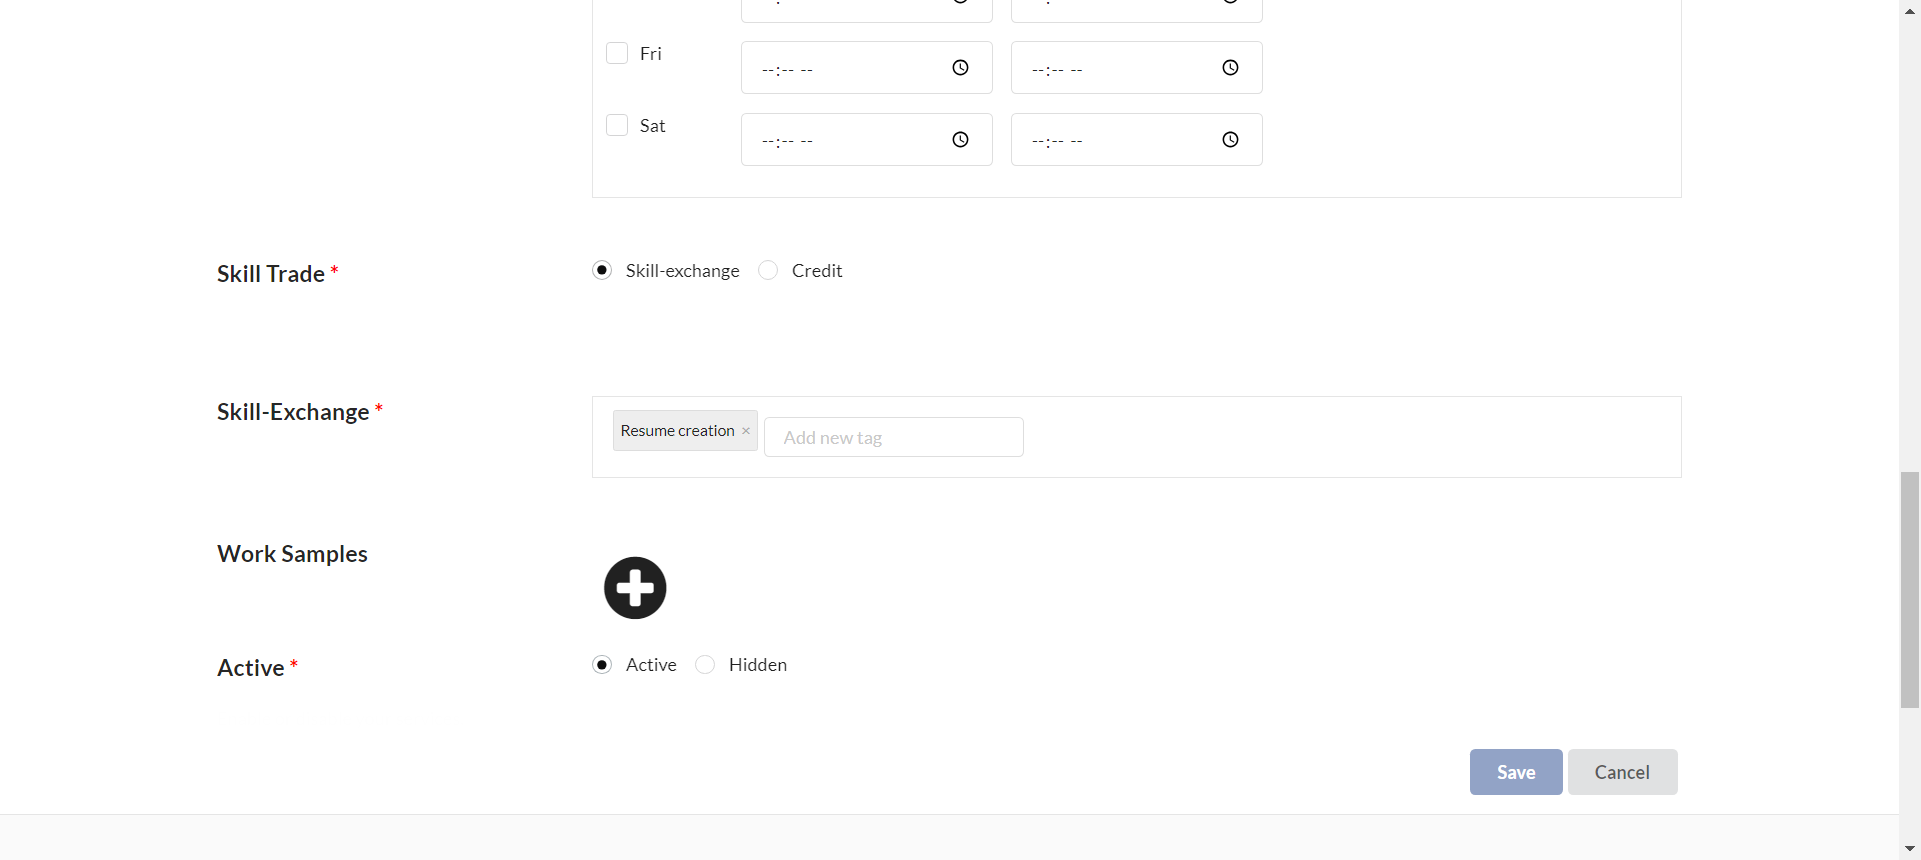 Fri --:-- -- --:-- --
Sat --:-- -- --:-- --
Skill Trade * Skill-exchange Credit
Skill-Exchange * Resume creation × Add new tag
Work Samples
Active * Active Hidden
Save Cancel